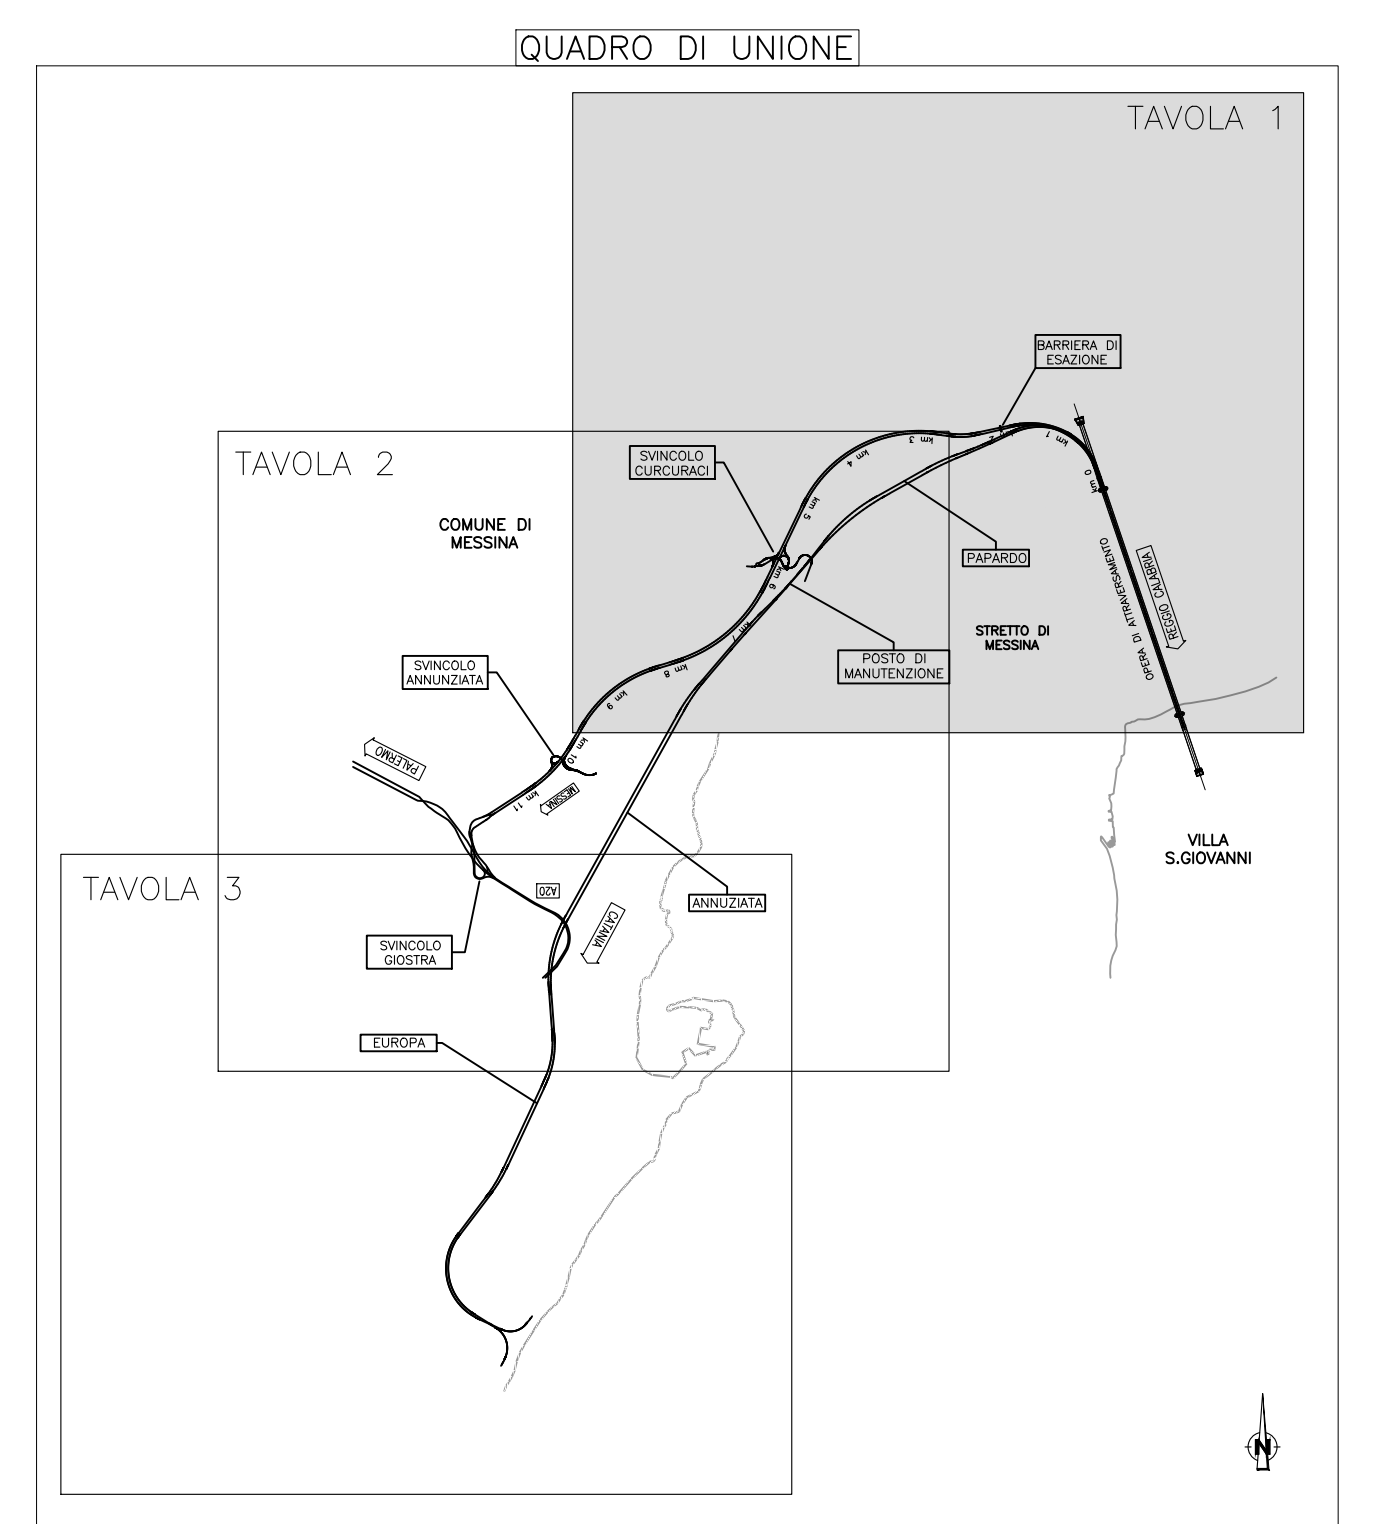 QUADRO DI UNIONE
TAVOLA 1
BARRIERA DI
ESAZIONE
TAVOLA 2
SVINCOLO
CURCURACI
COMUNE DI
MESSINA
km 0
km 1
km 2
km 3
km 4
km 5
km 6
km 7
km 8
km 9
km 10
km 11
PAPARDO
OPERA DI ATTRAVERSAMENTO
REGGIO CALABRIA
STRETTO DI
MESSINA
POSTO DI
MANUTENZIONE
SVINCOLO
ANNUNZIATA
PALERMO
MESSINA
VILLA
S.GIOVANNI
TAVOLA 3
A20
ANNUZIATA
CATANIA
SVINCOLO
GIOSTRA
EUROPA
N